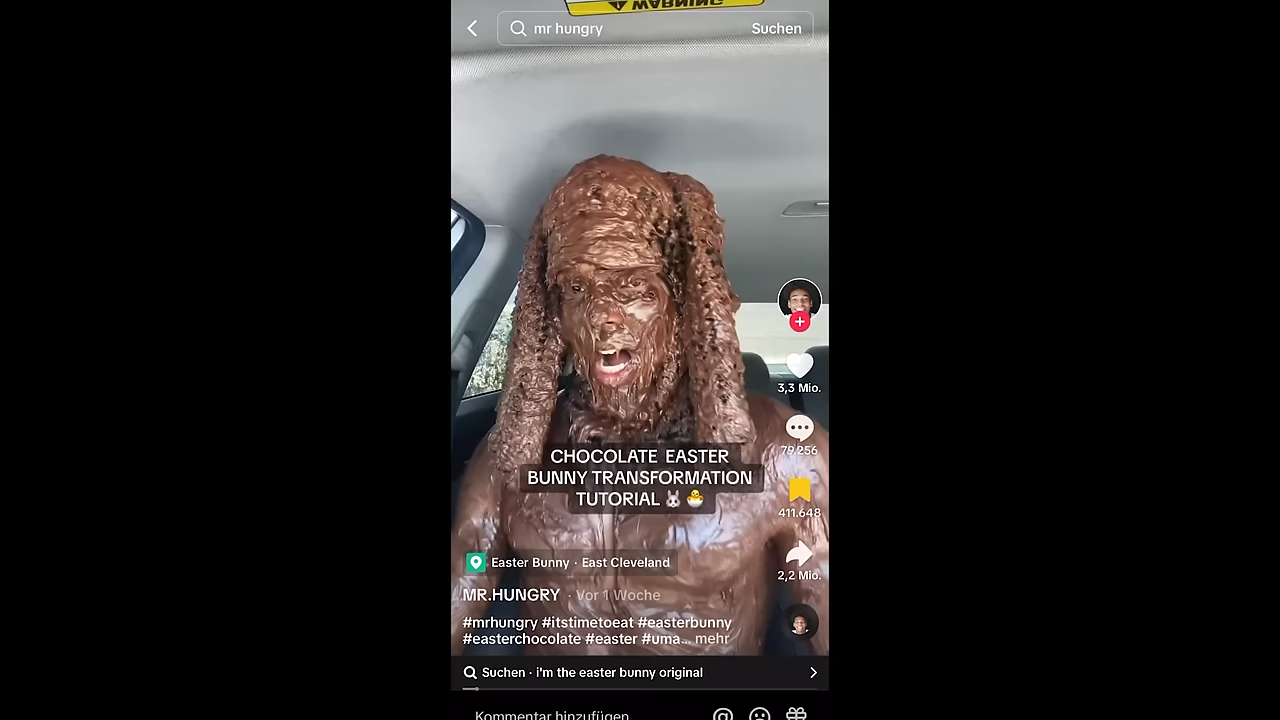 WARNING
mr hungry
Suchen
3,3 Mio.
79.256
411.648
2,2 Mio.
CHOCOLATE EASTER
BUNNY TRANSFORMATION
TUTORIAL 🐰🐣
Easter Bunny · East Cleveland
MR.HUNGRY · Vor 1 Woche
#mrhungry #itstimetoeat #easterbunny
#easterchocolate #easter #uma... mehr
Suchen · i'm the easter bunny original
Kommentar hinzufügen